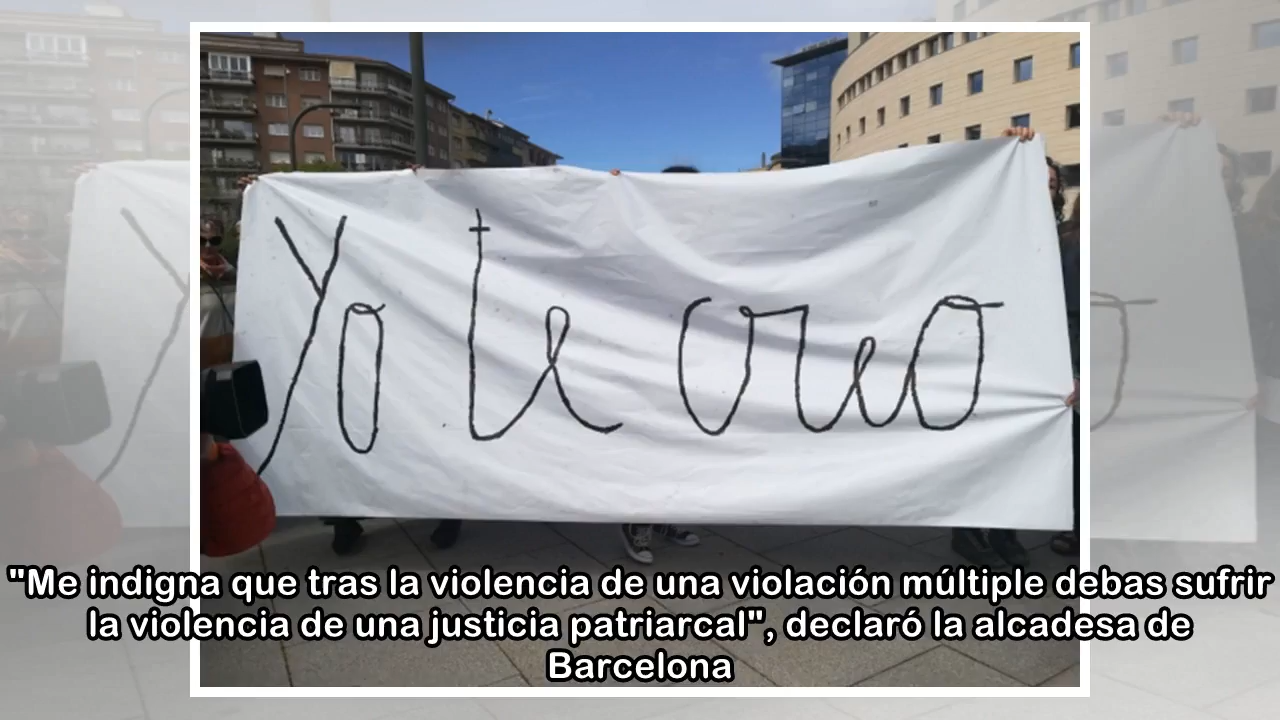 Yo te creo
"Me indigna que tras la violencia de una violación múltiple debas sufrir
la violencia de una justicia patriarcal", declaró la alcadesa de
Barcelona